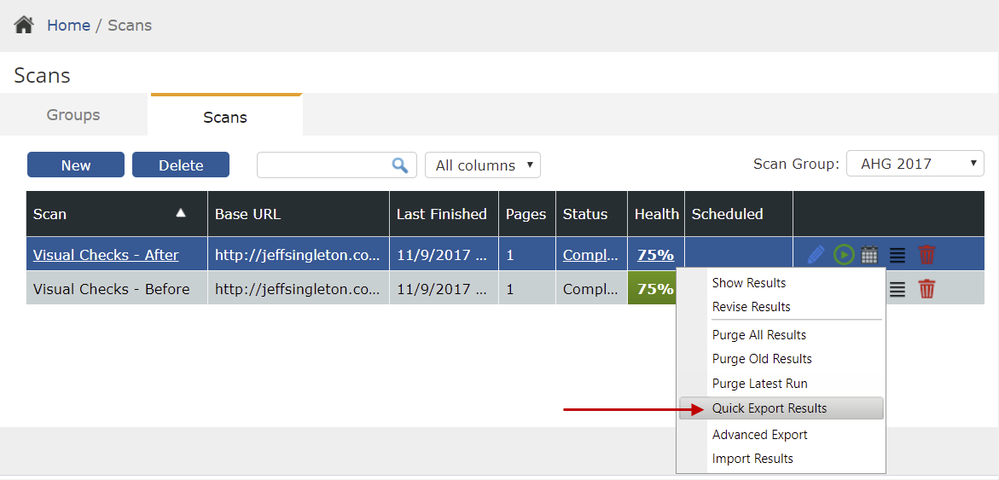 Home / Scans
Scans
Groups
Scans
New
Delete
All columns
Scan Group:
AHG 2017
Scan
Base URL
Last Finished
Pages
Status
Health
Scheduled
Visual Checks - After
http://jeffsingleton.co...
11/9/2017 ...
1
Compl...
75%
Visual Checks - Before
http://jeffsingleton.co...
11/9/2017 ...
1
Compl...
75%
Show Results
Revise Results
Purge All Results
Purge Old Results
Purge Latest Run
Quick Export Results
Advanced Export
Import Results